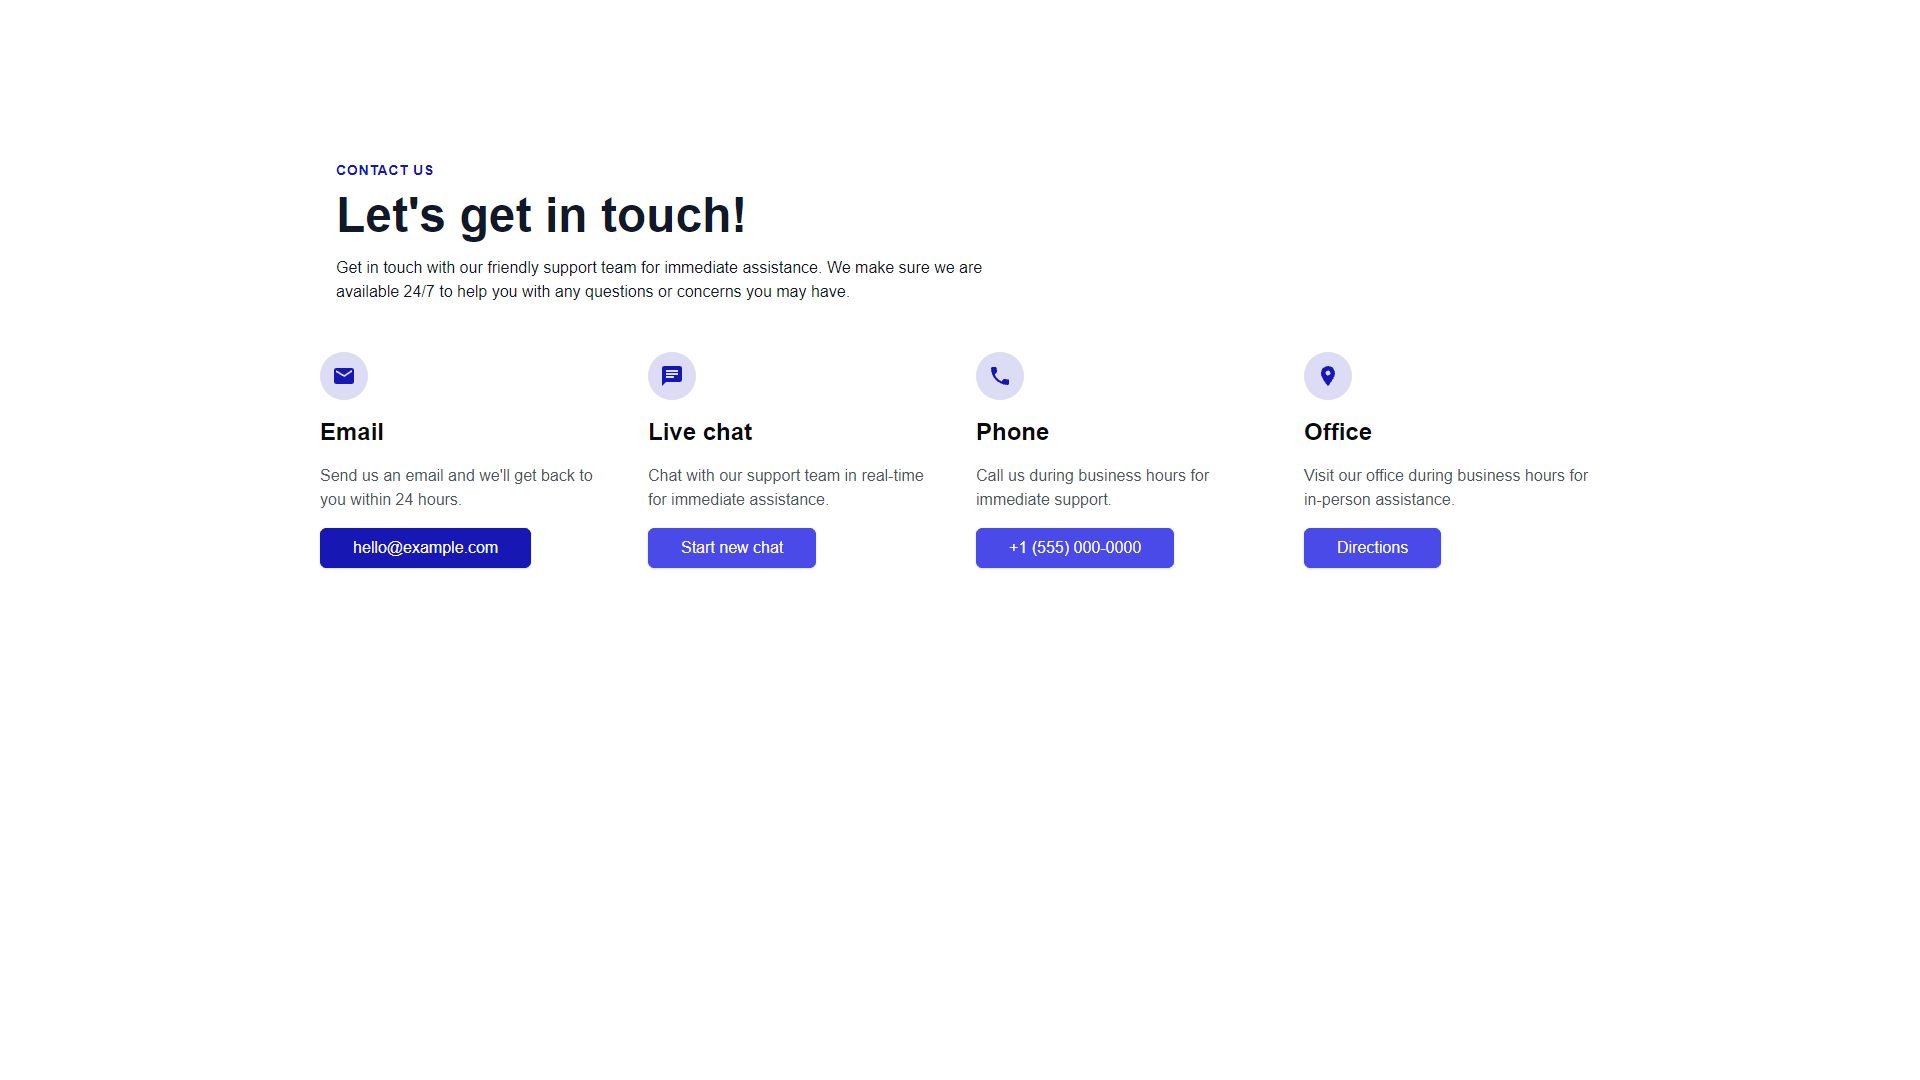 CONTACT US
Let's get in touch!
Get in touch with our friendly support team for immediate assistance. We make sure we are
available 24/7 to help you with any questions or concerns you may have.
Email
Send us an email and we'll get back to
you within 24 hours.
hello@example.com
Live chat
Chat with our support team in real-time
for immediate assistance.
Start new chat
Phone
Call us during business hours for
immediate support.
+1 (555) 000-0000
Office
Visit our office during business hours for
in-person assistance.
Directions